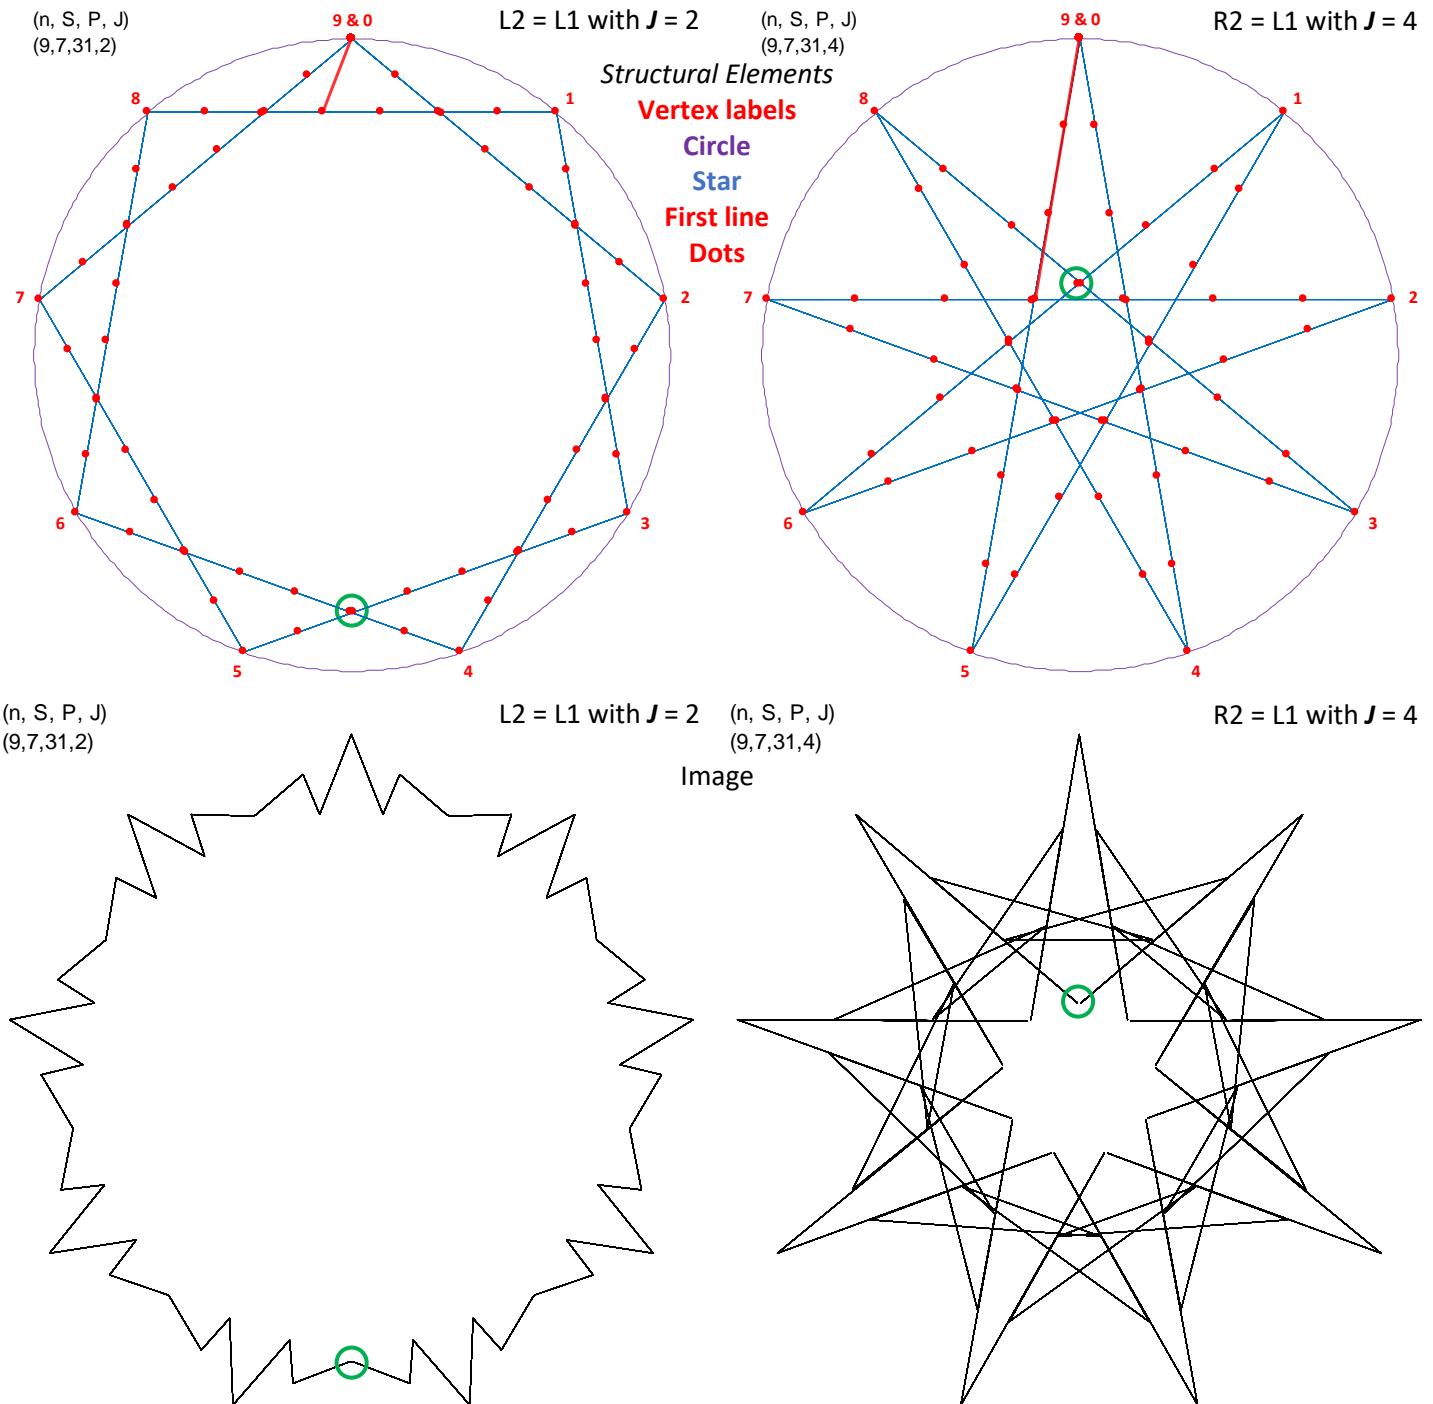 (n, S, P, J)
(9,7,31,2)
9 & 0
L2 = L1 with J = 2
(n, S, P, J)
(9,7,31,4)
9 & 0
R2 = L1 with J = 4
Structural Elements
Vertex labels
Circle
Star
First line
Dots
8
1
7
2
6
3
5
4
8
1
7
2
6
3
5
4
(n, S, P, J)
(9,7,31,2)
L2 = L1 with J = 2
(n, S, P, J)
(9,7,31,4)
R2 = L1 with J = 4
Image